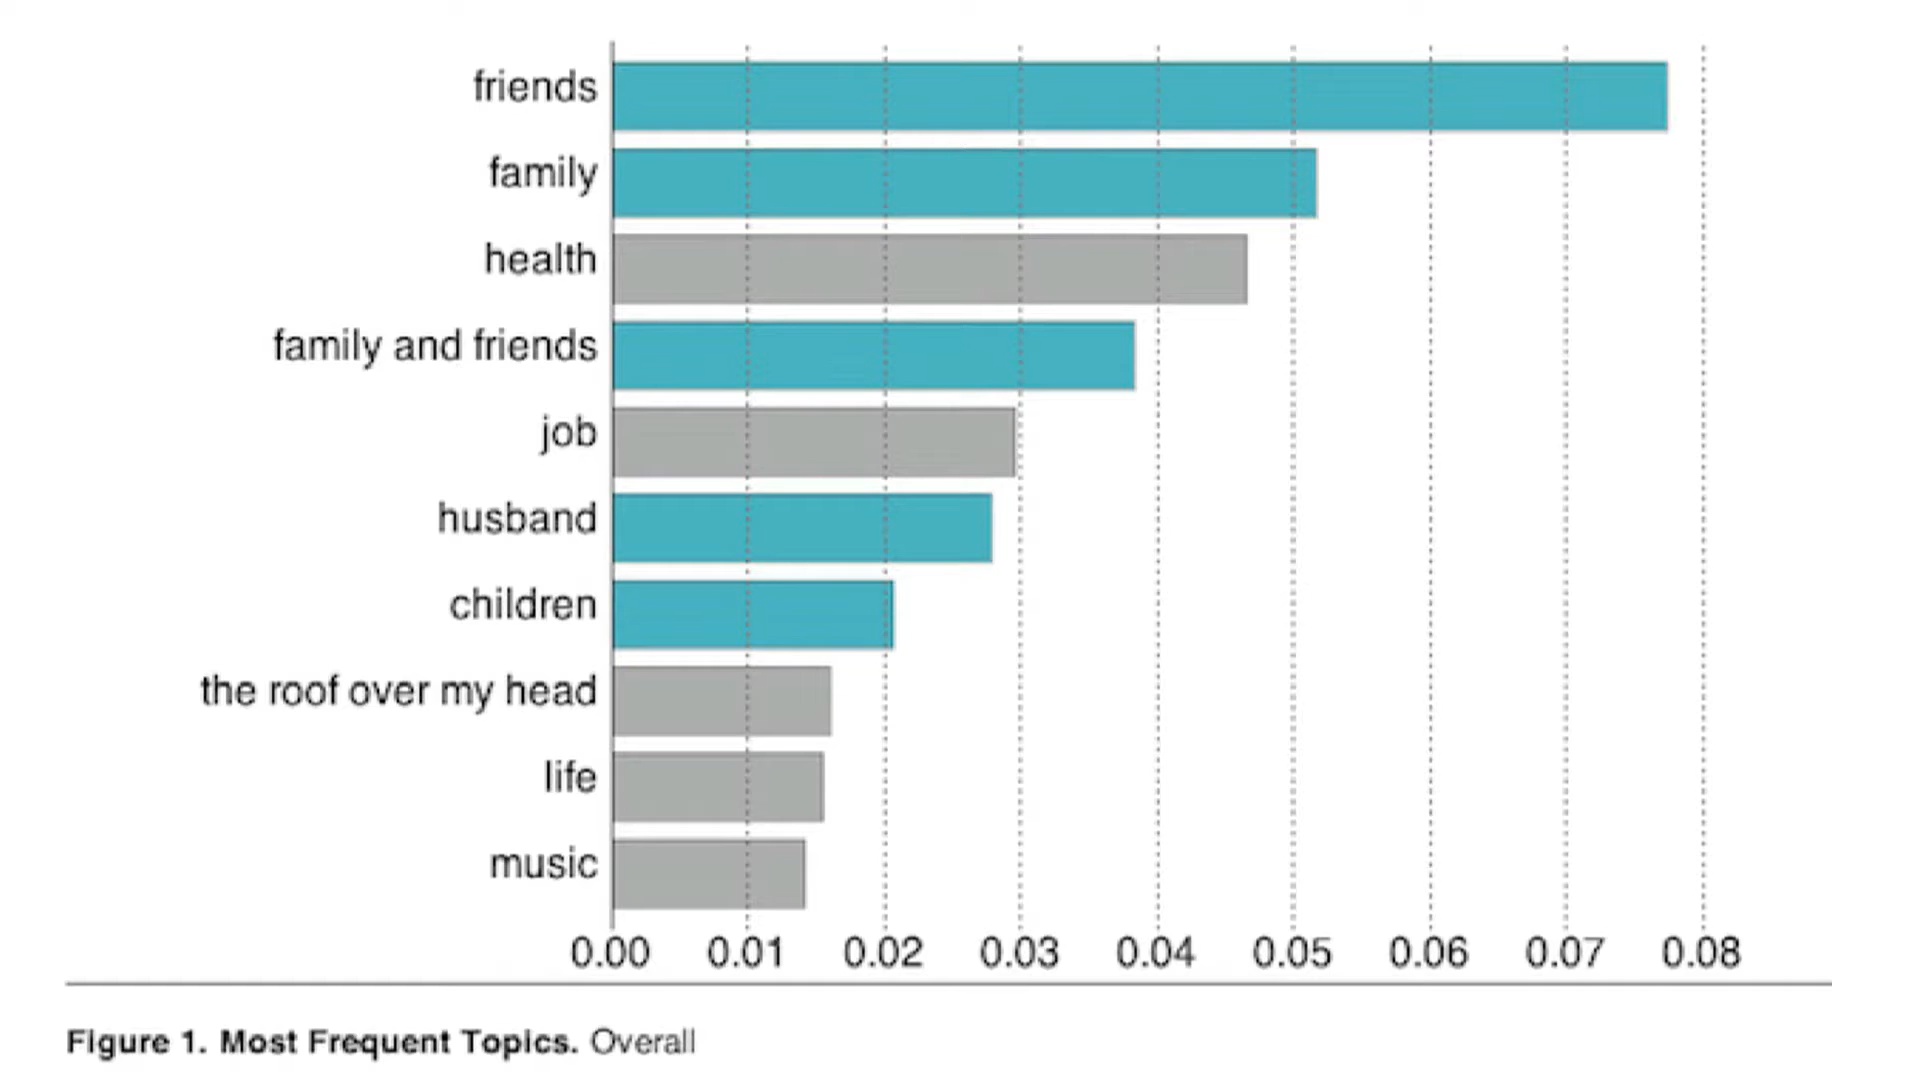 friends
family
health
family and friends
job
husband
children
the roof over my head
life
music
0.00 0.01 0.02 0.03 0.04 0.05 0.06 0.07 0.08
Figure 1. Most Frequent Topics. Overall